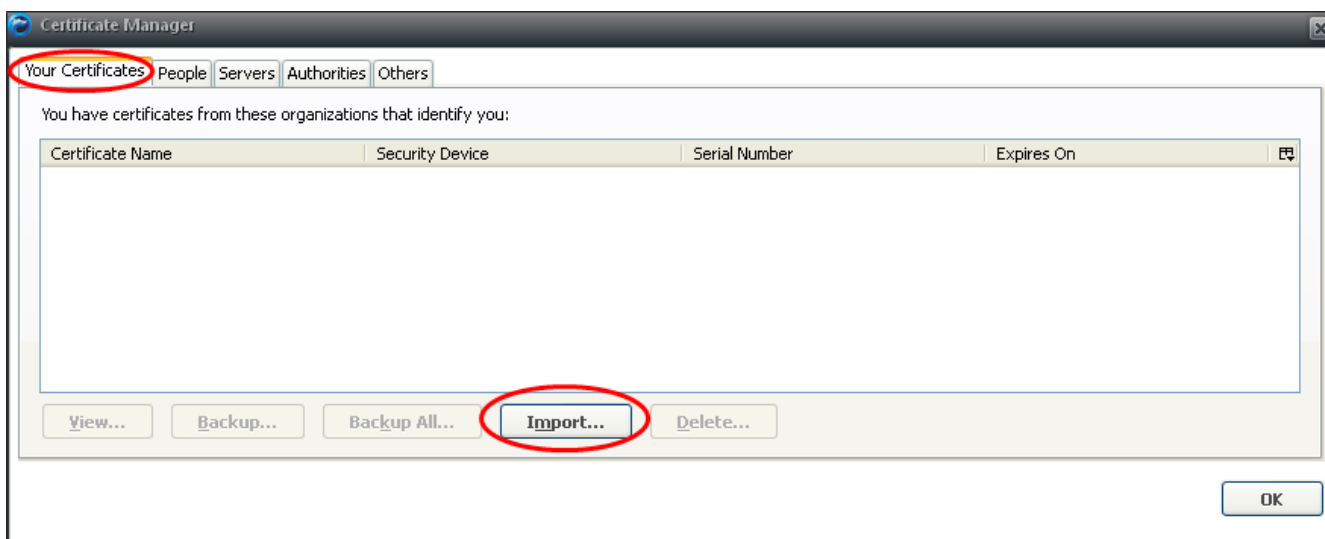 Certificate Manager
Your Certificates People Servers Authorities Others
You have certificates from these organizations that identify you:
Certificate Name Security Device Serial Number Expires On
View... Backup... Backup All... Import... Delete...
OK